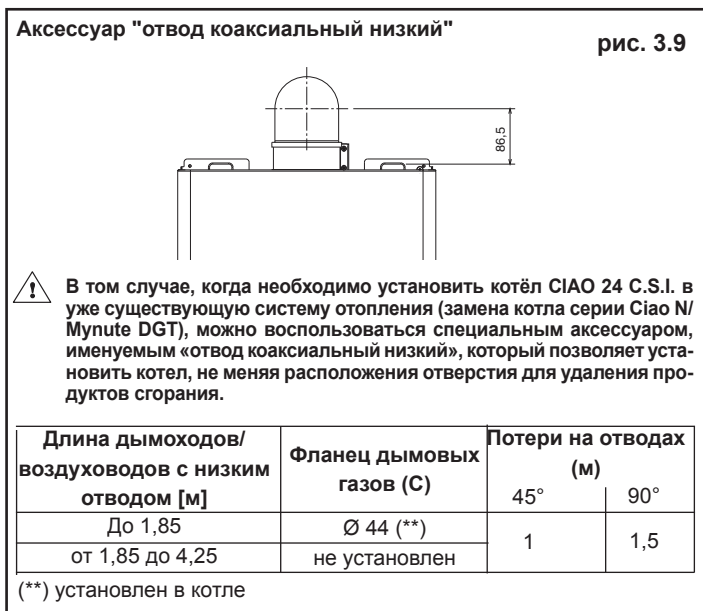 Аксессуар "отвод коаксиальный низкий"
рис. 3.9
86,5
В том случае, когда необходимо установить котёл CIAO 24 C.S.I. в
уже существующую систему отопления (замена котла серии Ciao N/
Mynute DGT), можно воспользоваться специальным аксессуаром,
именуемым «отвод коаксиальный низкий», который позволяет уста-
новить котел, не меняя расположения отверстия для удаления про-
дуктов сгорания.
Длина дымоходов/
воздуховодов с низким
отводом [м]
Фланец дымовых
газов (C)
Потери на отводах
(м)
45°
90°
До 1,85
Ø 44 (**)
1
1,5
от 1,85 до 4,25
не установлен
(**) установлен в котле